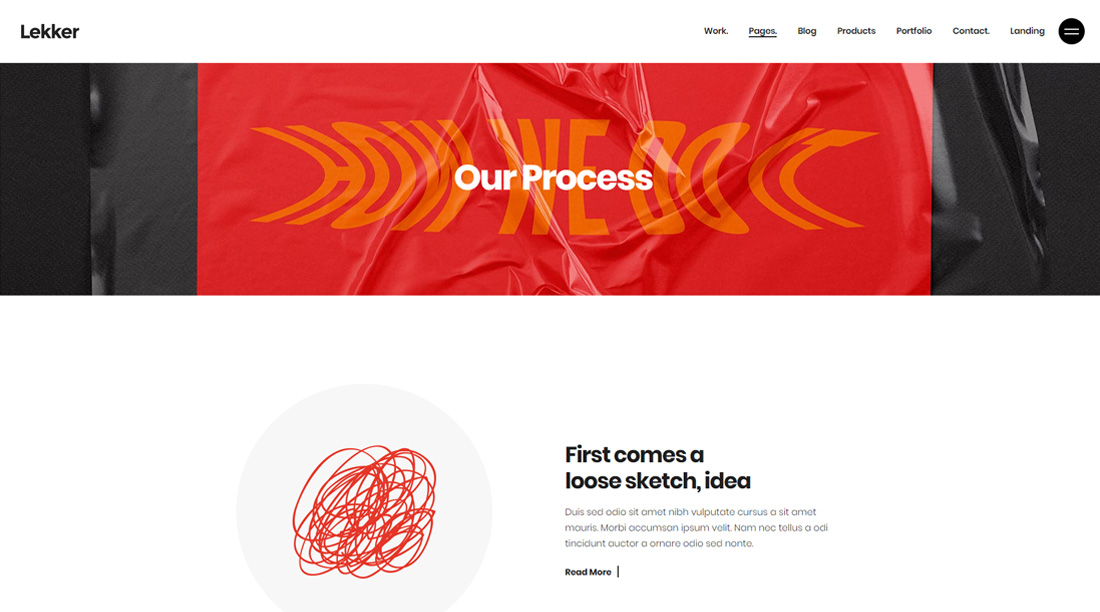 Lekker
Work. Pages. Blog Products Portfolio Contact. Landing
Our Process
First comes a
loose sketch, idea
Duis sed odio sit amet nibh vulputate cursus a sit amet
mauris. Morbi accumsan ipsum velit. Nam nec tellus a odi
tincidunt auctor a ornare odio sed nonte.
Read More